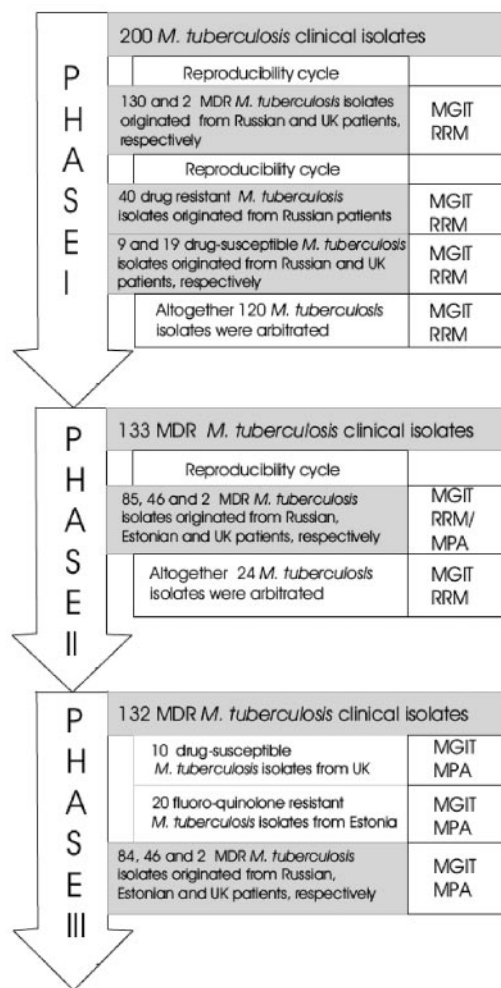 PHASE I
200 M. tuberculosis clinical isolates
Reproducibility cycle
130 and 2 MDR M. tuberculosis isolates
originated from Russian and UK patients,
respectively
MGIT
RRM
Reproducibility cycle
40 drug resistant M. tuberculosis
isolates originated from Russian patients
MGIT
RRM
9 and 19 drug-susceptible M. tuberculosis
isolates originated from Russian and UK
patients, respectively
MGIT
RRM
Altogether 120 M. tuberculosis
isolates were arbitrated
MGIT
RRM
PHASE II
133 MDR M. tuberculosis clinical isolates
Reproducibility cycle
85, 46 and 2 MDR M. tuberculosis
isolates originated from Russian,
Estonian and UK patients, respectively
MGIT
RRM/
MPA
Altogether 24 M. tuberculosis
isolates were arbitrated
MGIT
RRM
PHASE III
132 MDR M. tuberculosis clinical isolates
10 drug-susceptible
M. tuberculosis isolates from UK
MGIT
MPA
20 fluoro-quinolone resistant
M. tuberculosis isolates from Estonia
MGIT
MPA
84, 46 and 2 MDR M. tuberculosis
isolates originated from Russian,
Estonian and UK patients, respectively
MGIT
MPA